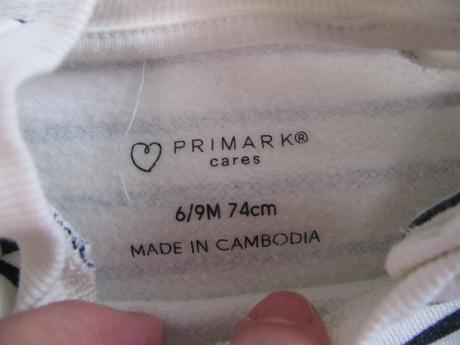 PRIMARK®
cares
6/9M 74cm
MADE IN CAMBODIA